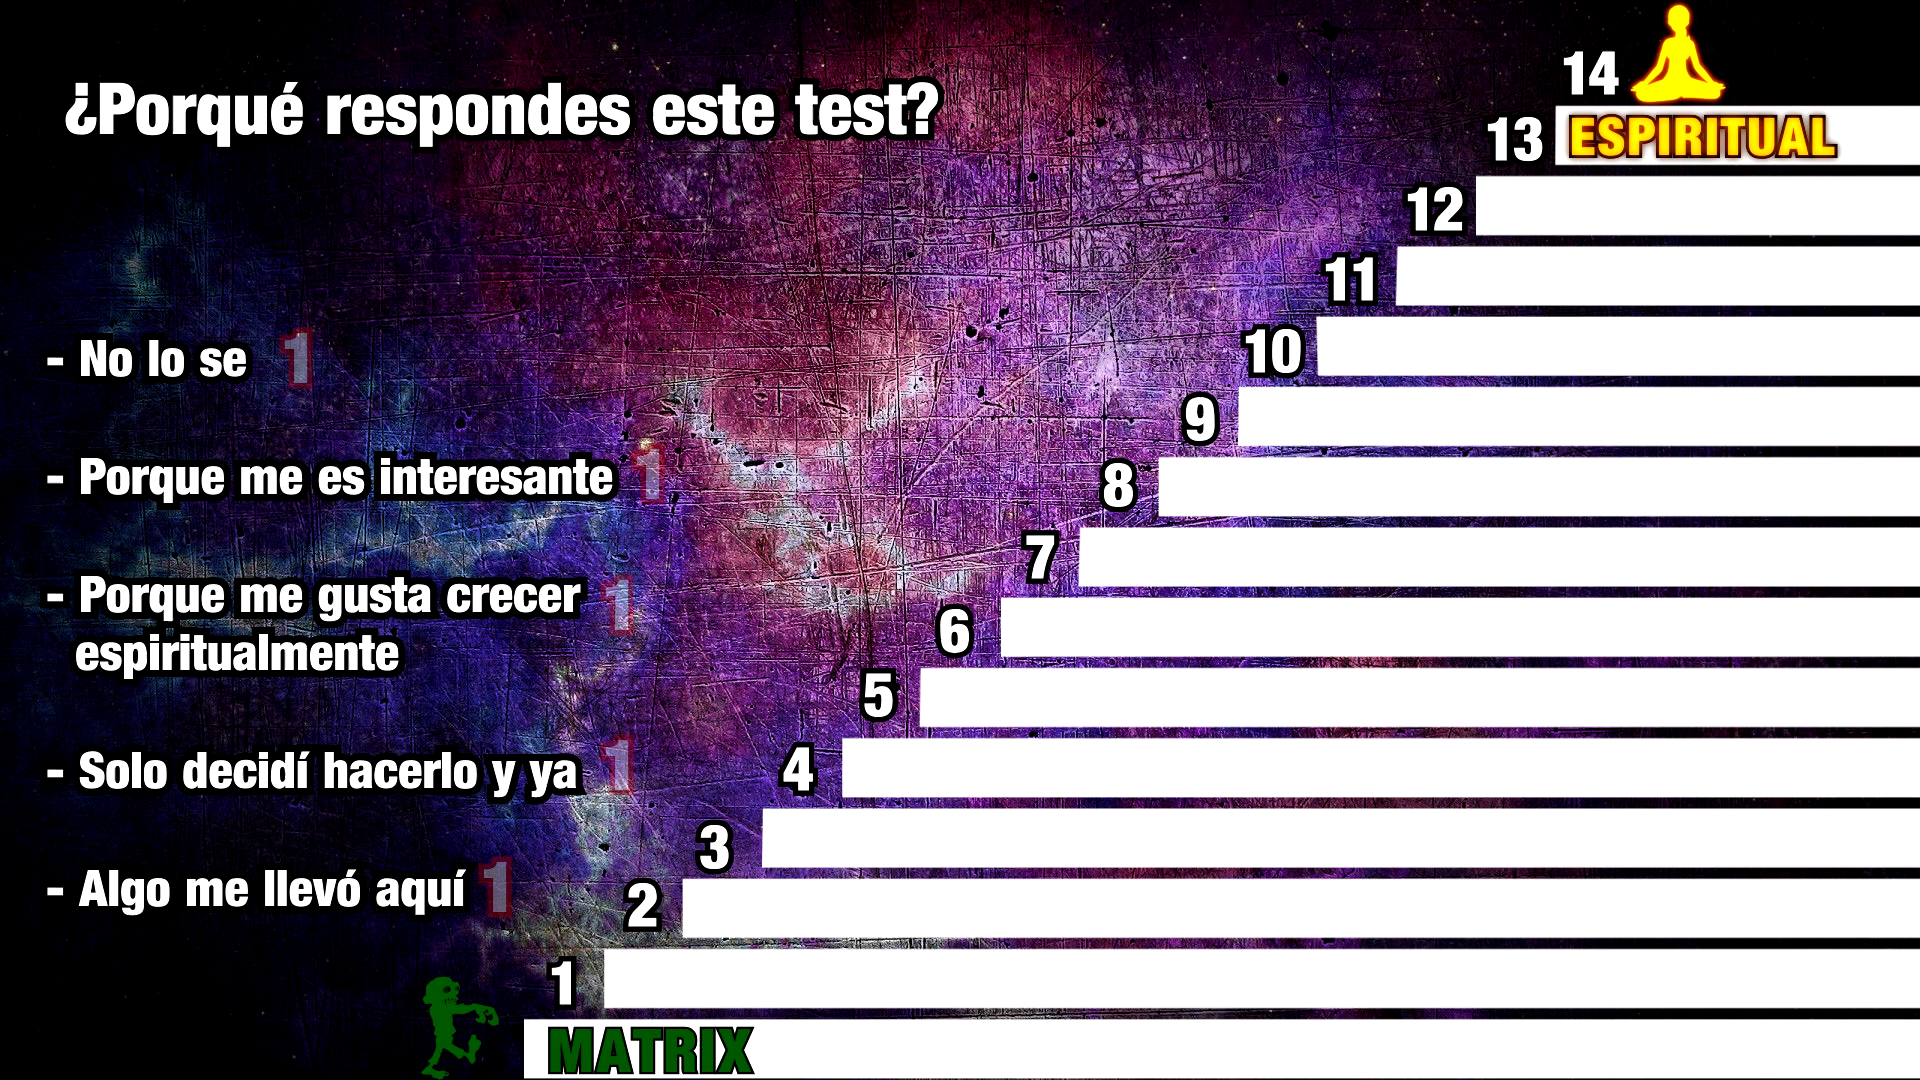 ¿Porqué respondes este test?
- No lo se 1
- Porque me es interesante 1
- Porque me gusta crecer 1
espiritualmente
- Solo decidí hacerlo y ya 1
- Algo me llevó aquí 1
14
13 ESPIRITUAL
12
11
10
9
8
7
6
5
4
3
2
1
MATRIX